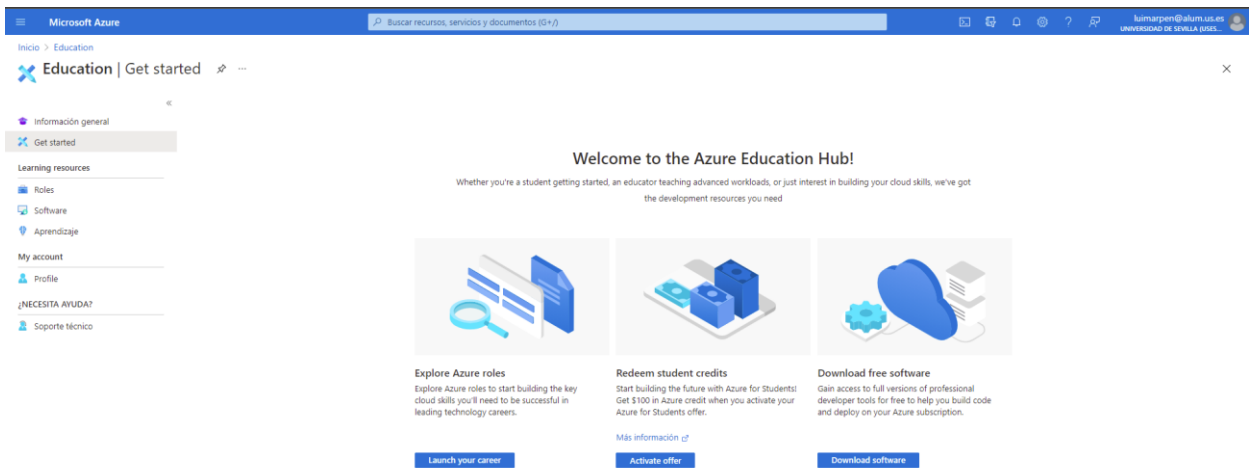 Microsoft Azure
Buscar recursos, servicios y documentos (G+/)
luimarpen@alum.us.es
UNIVERSIDAD DE SEVILLA (USES...
Inicio > Education
Education | Get started
Información general
Get started
Learning resources
Roles
Software
Aprendizaje
My account
Profile
¿NECESITA AYUDA?
Soporte técnico
Welcome to the Azure Education Hub!
Whether you're a student getting started, an educator teaching advanced workloads, or just interest in building your cloud skills, we've got
the development resources you need
Explore Azure roles
Explore Azure roles to start building the key
cloud skills you'll need to be successful in
leading technology careers.
Launch your career
Redeem student credits
Start building the future with Azure for Students!
Get $100 in Azure credit when you activate your
Azure for Students offer.
Más información
Activate offer
Download free software
Gain access to full versions of professional
developer tools for free to help you build code
and deploy on your Azure subscription.
Download software